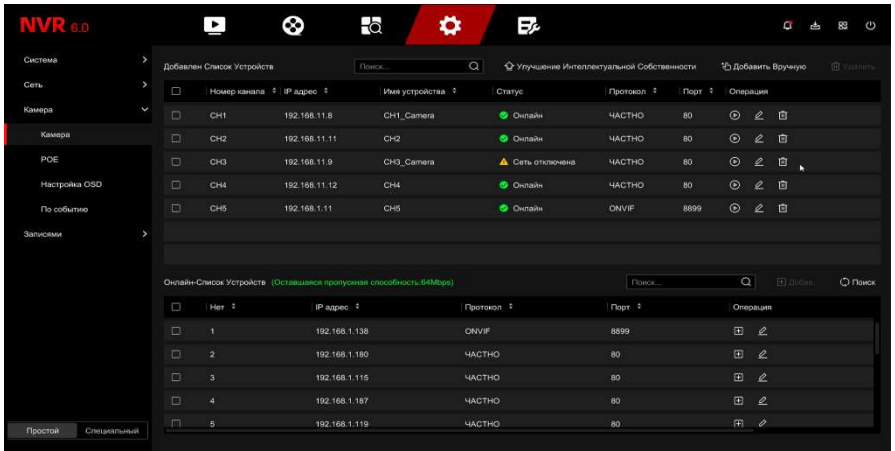 NVR 6.0
Система
Сеть
Камера
Камера
POE
Настройка OSD
По событию
Записями
Простой Специальный
Добавлен Список Устройств Поиск... Улучшение Интеллектуальной Собственности Добавить Вручную Удалить
Номер канала IP адрес Имя устройства Статус Протокол Порт Операция
CH1 192.168.11.8 CH1_Camera Онлайн ЧАСТНО 80
CH2 192.168.11.11 CH2 Онлайн ЧАСТНО 80
CH3 192.168.11.9 CH3_Camera Сеть отключена ЧАСТНО 80
CH4 192.168.11.12 CH4 Онлайн ЧАСТНО 80
CH5 192.168.1.11 CH5 Онлайн ONVIF 8899
Онлайн-Список Устройств (Оставшаяся пропускная способность:64Mbps) Поиск... Поиск
Нет IP адрес Протокол Порт Операция
1 192.168.1.138 ONVIF 8899
2 192.168.1.180 ЧАСТНО 80
3 192.168.1.115 ЧАСТНО 80
4 192.168.1.187 ЧАСТНО 80
5 192.168.1.119 ЧАСТНО 80